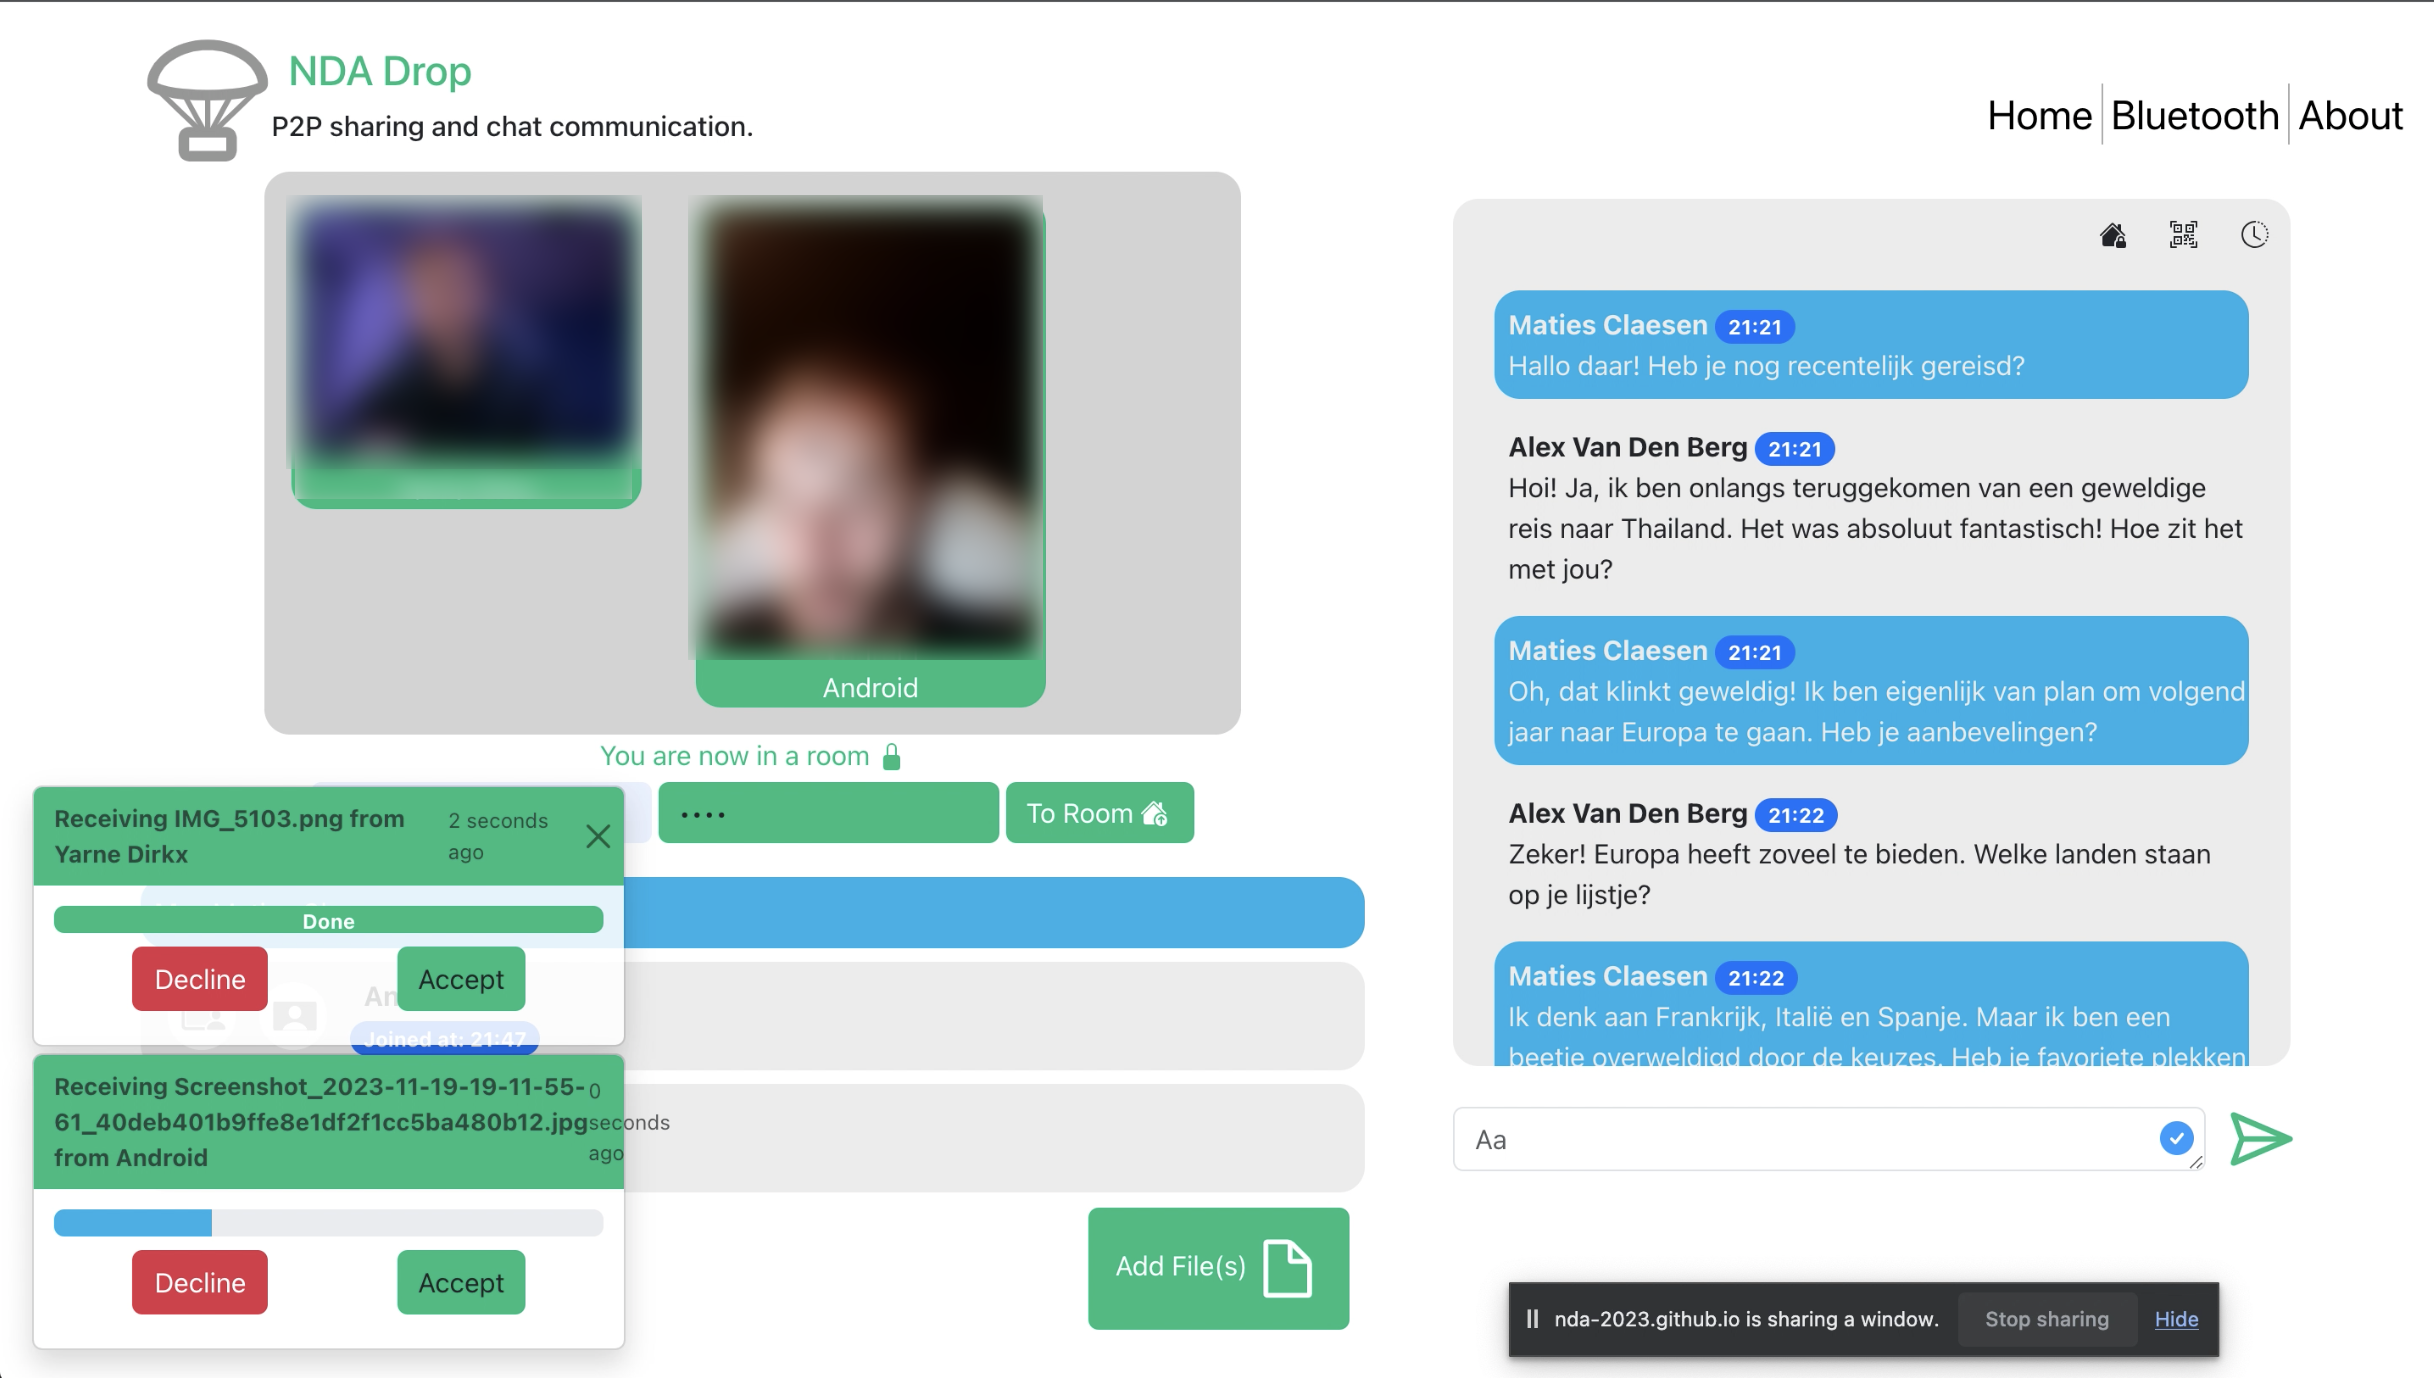 NDA Drop
P2P sharing and chat communication.
Home
Bluetooth
About
Android
You are now in a room
••••
To Room
Receiving IMG_5103.png from
Yarne Dirkx
2 seconds
ago
Done
Decline
Accept
Joined at: 21:47
Receiving Screenshot_2023-11-19-19-11-55-
61_40deb401b9ffe8e1df2f1cc5ba480b12.jpg
from Android
0
seconds
ago
Decline
Accept
Add File(s)
Maties Claesen 21:21
Hallo daar! Heb je nog recentelijk gereisd?
Alex Van Den Berg 21:21
Hoi! Ja, ik ben onlangs teruggekomen van een geweldige
reis naar Thailand. Het was absoluut fantastisch! Hoe zit het
met jou?
Maties Claesen 21:21
Oh, dat klinkt geweldig! Ik ben eigenlijk van plan om volgend
jaar naar Europa te gaan. Heb je aanbevelingen?
Alex Van Den Berg 21:22
Zeker! Europa heeft zoveel te bieden. Welke landen staan
op je lijstje?
Maties Claesen 21:22
Ik denk aan Frankrijk, Italië en Spanje. Maar ik ben een
beetje overweldigd door de keuzes. Heb je favoriete plekken
Aa
nda-2023.github.io is sharing a window.
Stop sharing
Hide